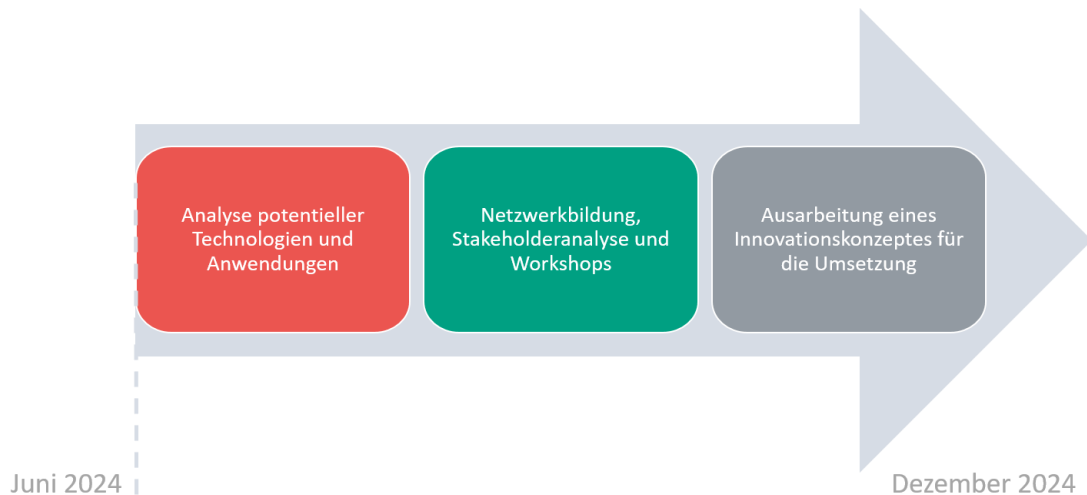 Analyse potentieller
Technologien und
Anwendungen
Netzwerkbildung,
Stakeholderanalyse und
Workshops
Ausarbeitung eines
Innovationskonzeptes für
die Umsetzung
Juni 2024
Dezember 2024